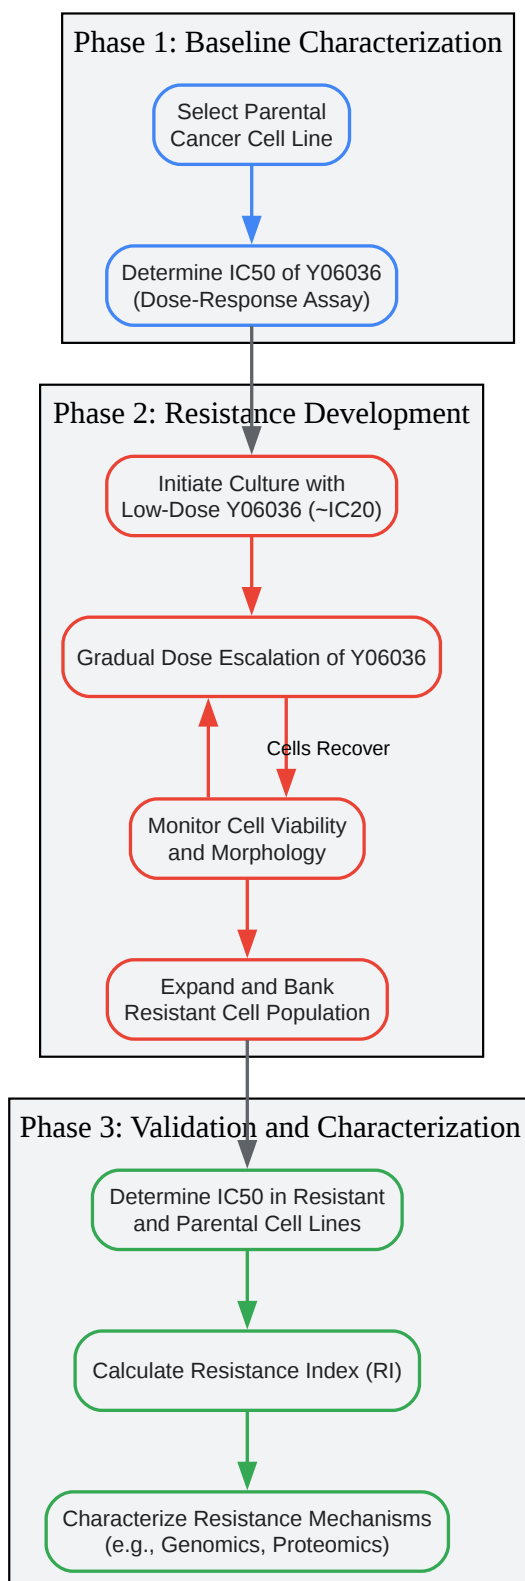 Phase 1: Baseline Characterization
Select Parental
Cancer Cell Line
Determine IC50 of Y06036
(Dose-Response Assay)
Phase 2: Resistance Development
Initiate Culture with
Low-Dose Y06036 (~IC20)
Gradual Dose Escalation of Y06036
Cells Recover
Monitor Cell Viability
and Morphology
Expand and Bank
Resistant Cell Population
Phase 3: Validation and Characterization
Determine IC50 in Resistant
and Parental Cell Lines
Calculate Resistance Index (RI)
Characterize Resistance Mechanisms
(e.g., Genomics, Proteomics)